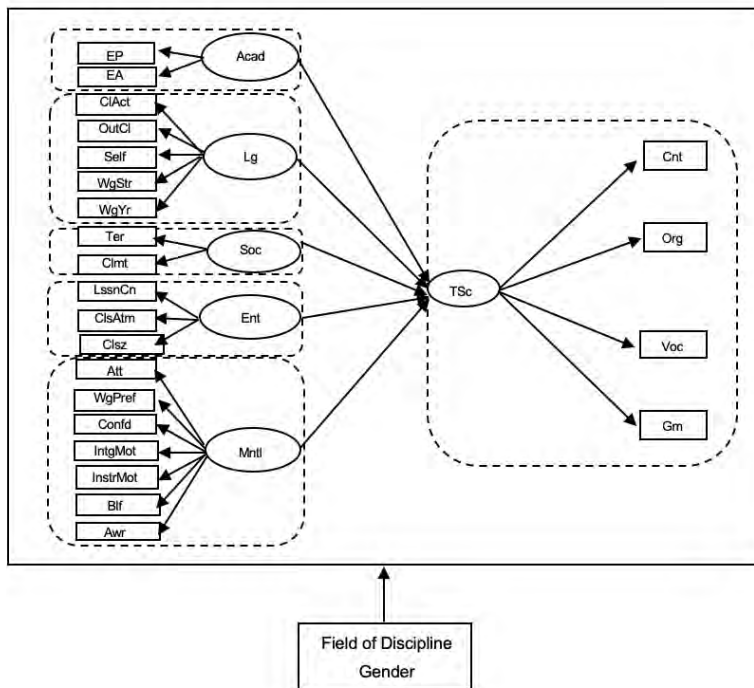 EP
EA
Acad
ClAct
OutCl
Self
WgStr
WgYr
Lg
Ter
Clmt
Soc
LssnCn
ClsAtm
Clsz
Ent
Att
WgPref
Confd
IntgMot
InstrMot
Blf
Awr
Mntl
TSc
Cnt
Org
Voc
Gm
Field of Discipline
Gender